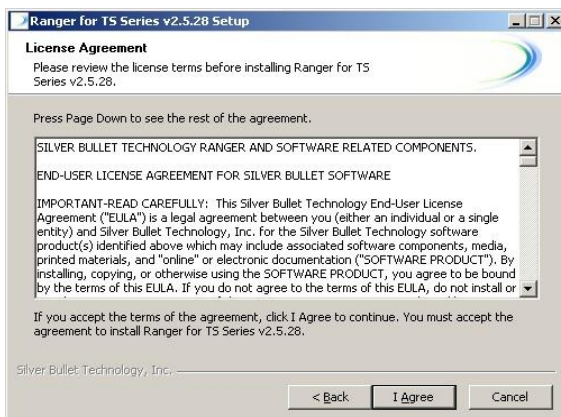 Ranger for TS Series v2.5.28 Setup
License Agreement
Please review the license terms before installing Ranger for TS
Series v2.5.28.
Press Page Down to see the rest of the agreement.
SILVER BULLET TECHNOLOGY RANGER AND SOFTWARE RELATED COMPONENTS.
END-USER LICENSE AGREEMENT FOR SILVER BULLET SOFTWARE
IMPORTANT-READ CAREFULLY: This Silver Bullet Technology End-User License
Agreement ("EULA") is a legal agreement between you (either an individual or a single
entity) and Silver Bullet Technology, Inc. for the Silver Bullet Technology software
product(s) identified above which may include associated software components, media,
printed materials, and "online" or electronic documentation ("SOFTWARE PRODUCT"). By
installing, copying, or otherwise using the SOFTWARE PRODUCT, you agree to be bound
by the terms of this EULA. If you do not agree to the terms of this EULA, do not install or
If you accept the terms of the agreement, click I Agree to continue. You must accept the
agreement to install Ranger for TS Series v2.5.28.
Silver Bullet Technology, Inc.
< Back I Agree Cancel